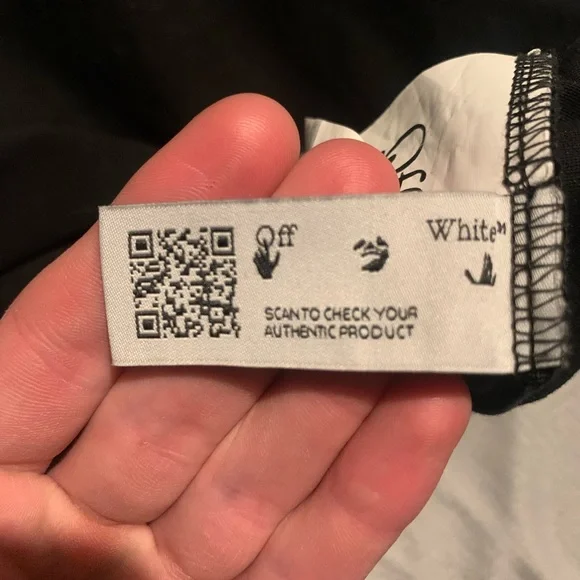 Off White™
SCAN TO CHECK YOUR
AUTHENTIC PRODUCT